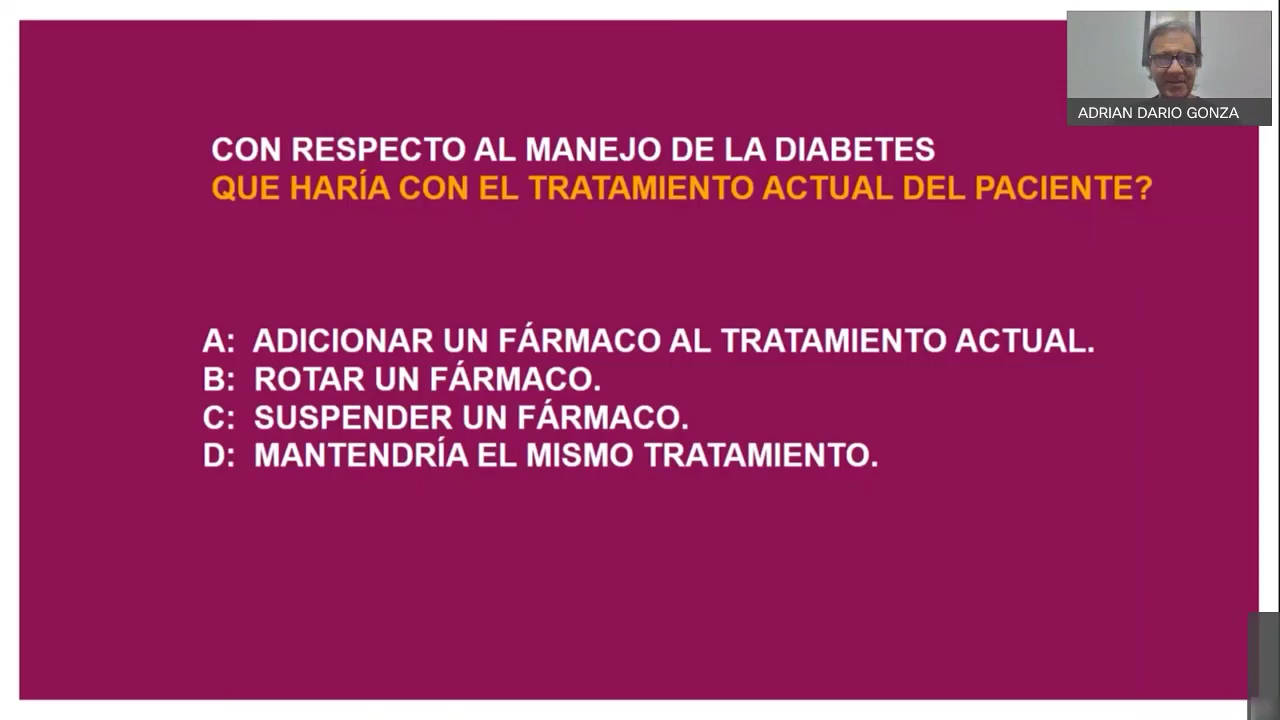 ADRIAN DARIO GONZA
CON RESPECTO AL MANEJO DE LA DIABETES
QUE HARÍA CON EL TRATAMIENTO ACTUAL DEL PACIENTE?
A: ADICIONAR UN FÁRMACO AL TRATAMIENTO ACTUAL.
B: ROTAR UN FÁRMACO.
C: SUSPENDER UN FÁRMACO.
D: MANTENDRÍA EL MISMO TRATAMIENTO.